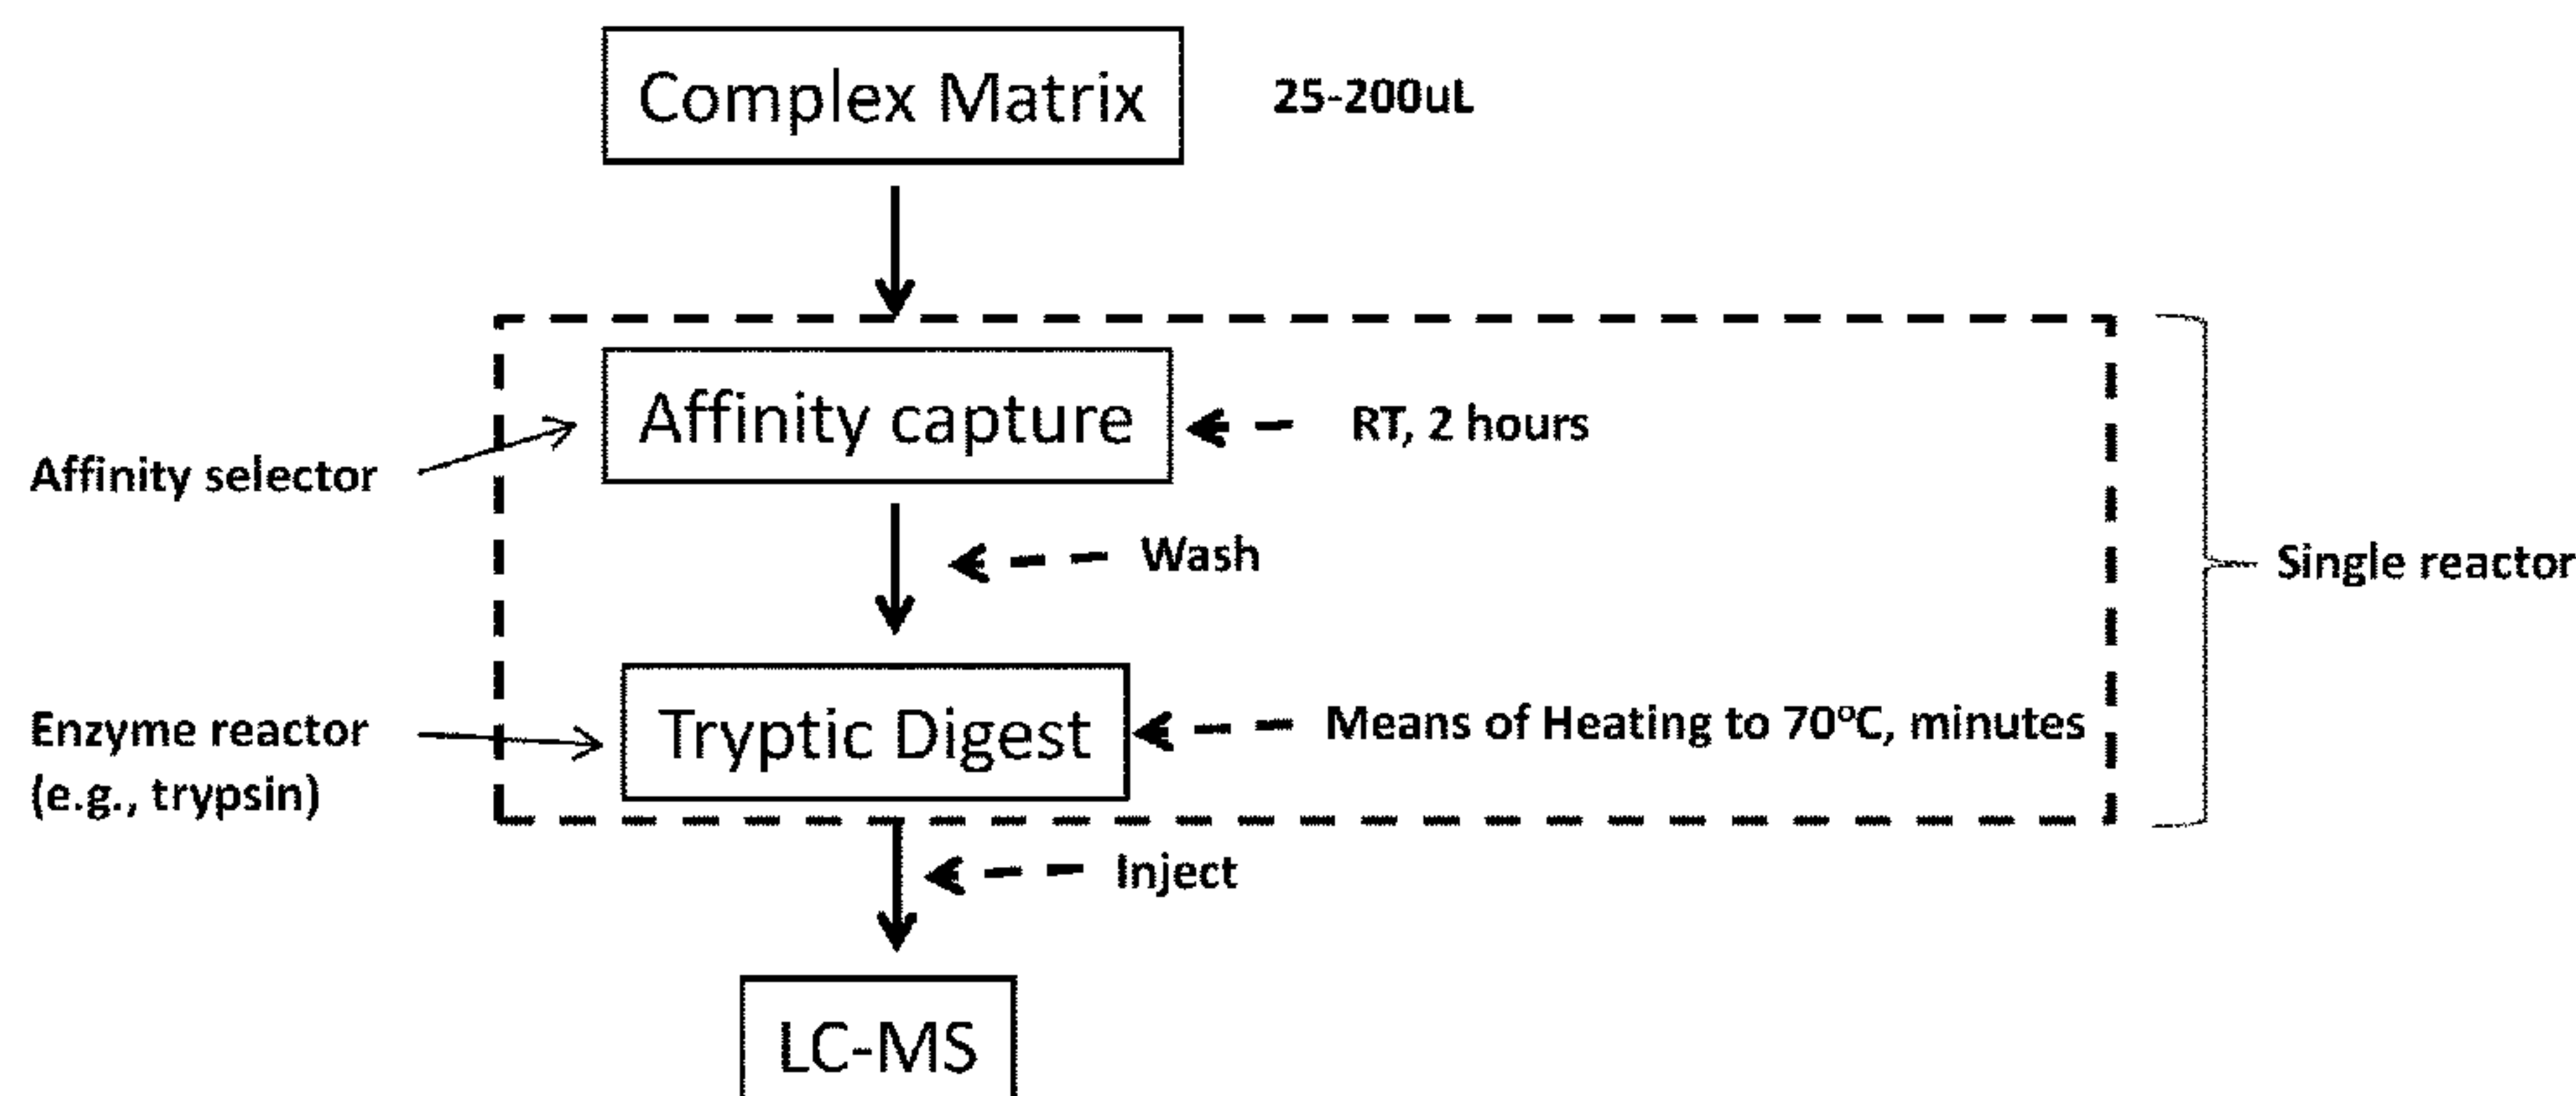 Complex Matrix
25-200uL
Affinity capture
RT, 2 hours
Affinity selector
Wash
Single reactor
Enzyme reactor
(e.g., trypsin)
Tryptic Digest
Means of Heating to 70°C, minutes
Inject
LC-MS